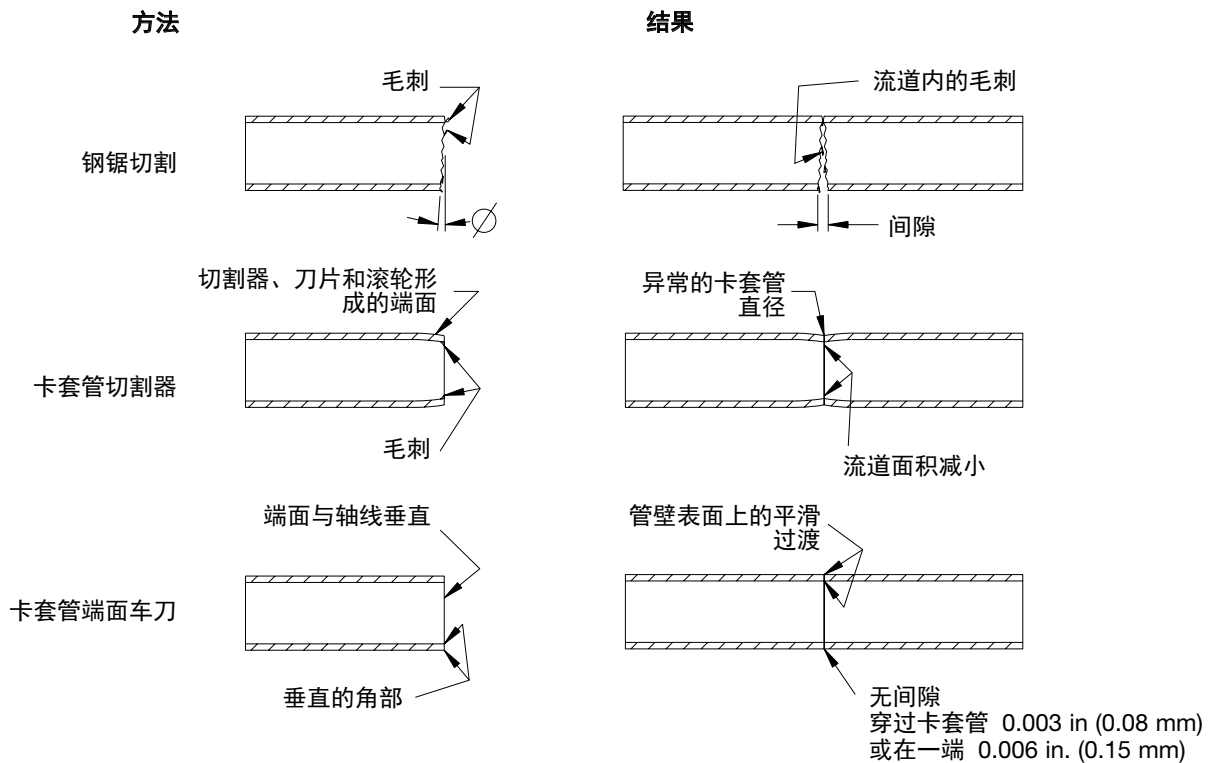 方法
结果
毛刺
流道内的毛刺
钢锯切割
间隙
切割器、刀片和滚轮形
成的端面
异常的卡套管
直径
卡套管切割器
毛刺
流道面积减小
端面与轴线垂直
管壁表面上的平滑
过渡
卡套管端面车刀
垂直的角部
无间隙
穿过卡套管 0.003 in (0.08 mm)
或在一端 0.006 in. (0.15 mm)